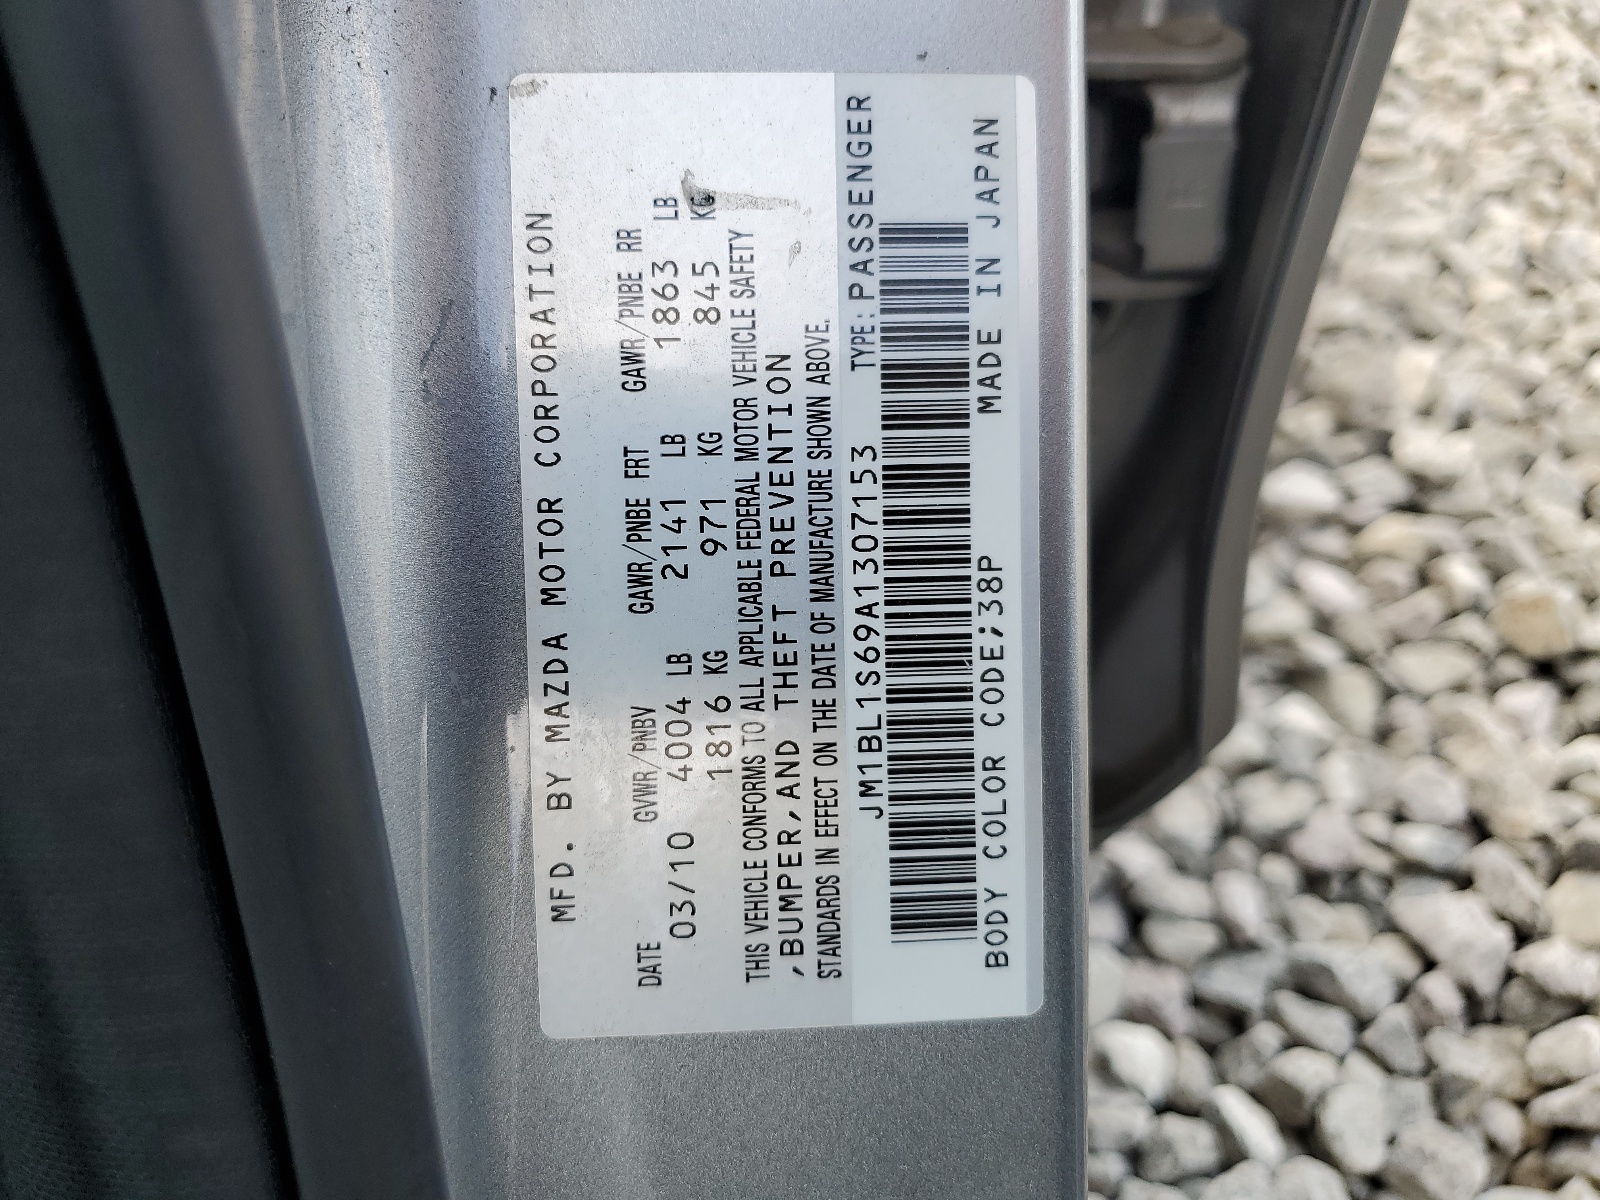 MFD. BY MAZDA MOTOR CORPORATION
DATE GVWR/PNBV GAWR/PNBE FRT GAWR/PNBE RR
03/10 4004 LB 2141 LB 1863 LB
1816 KG 971 KG 845 KG
THIS VEHICLE CONFORMS TO ALL APPLICABLE FEDERAL MOTOR VEHICLE SAFETY
,BUMPER,AND THEFT PREVENTION
STANDARDS IN EFFECT ON THE DATE OF MANUFACTURE SHOWN ABOVE.
JM1BL1S69A1307153 TYPE:PASSENGER
BODY COLOR CODE;38P MADE IN JAPAN